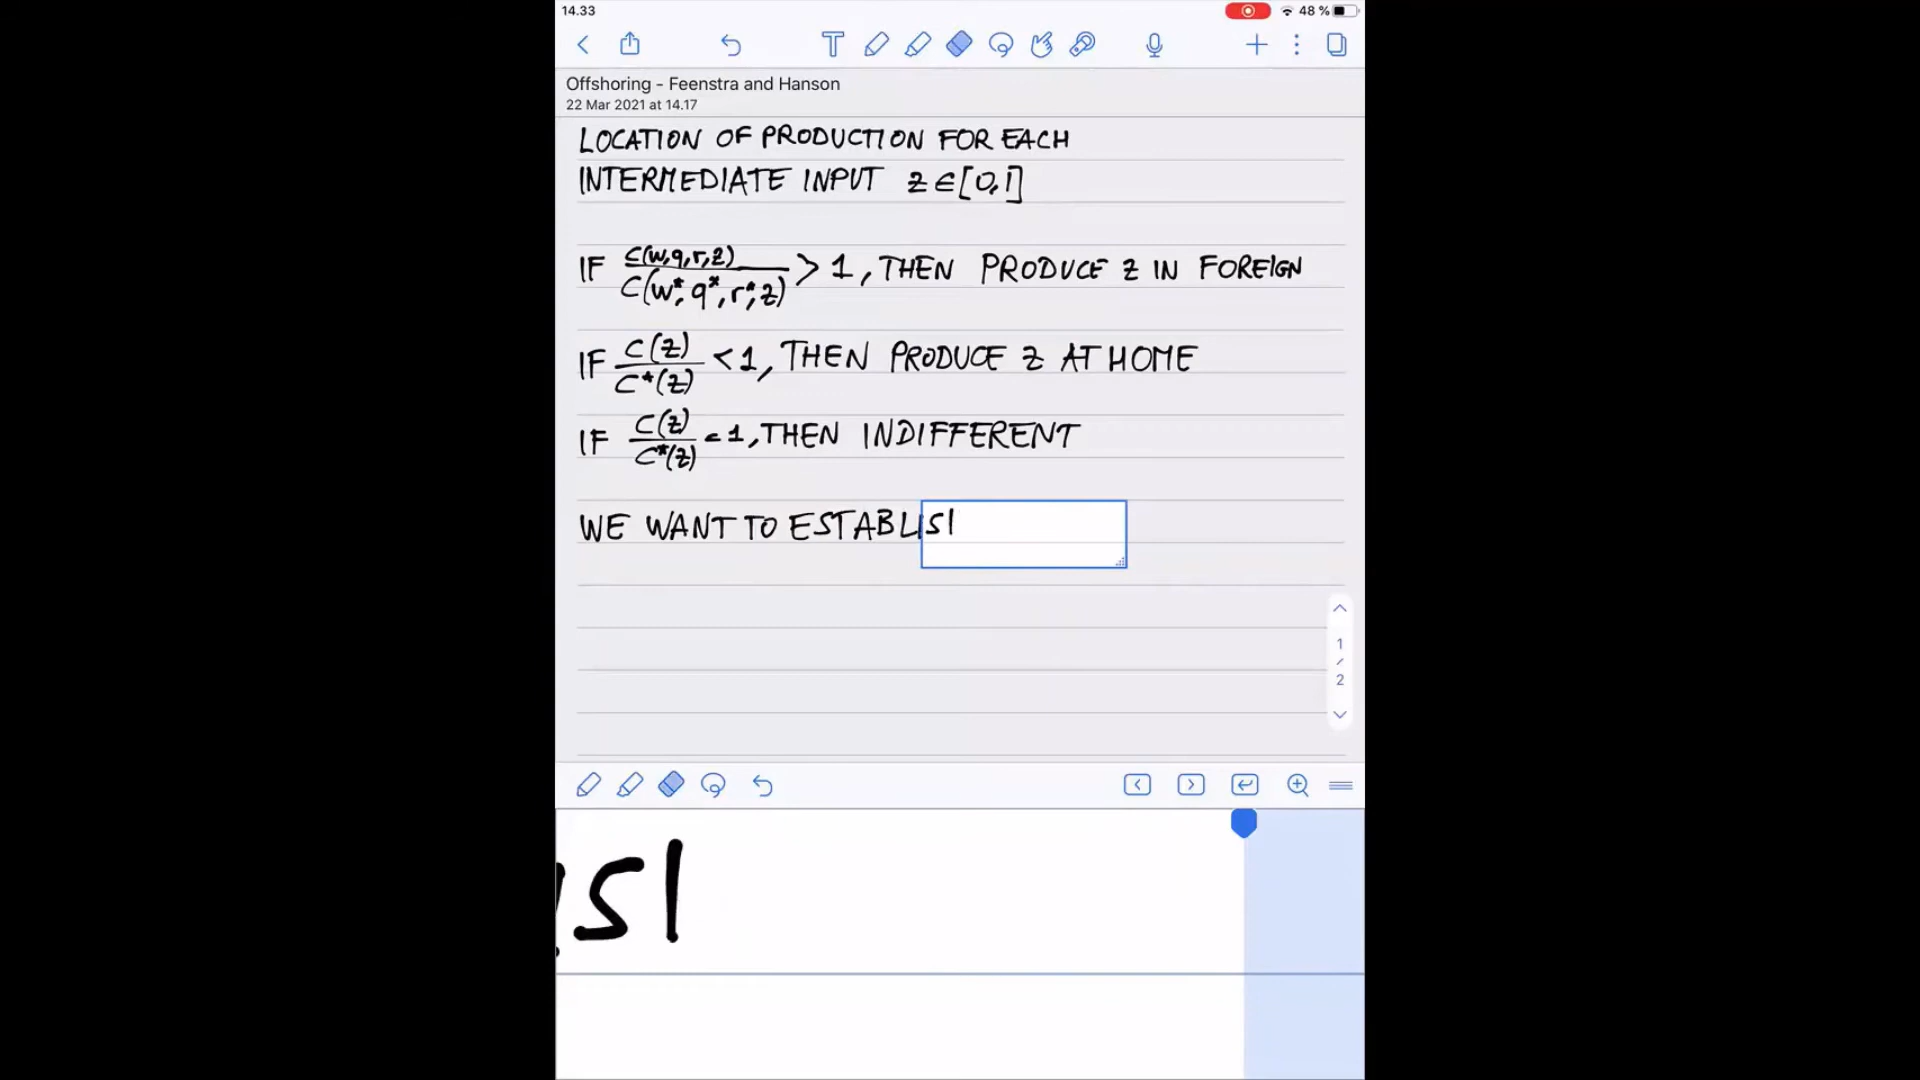 14.33
48 %
Offshoring - Feenstra and Hanson
22 Mar 2021 at 14.17
LOCATION OF PRODUCTION FOR EACH
INTERMEDIATE INPUT z ∈ [0,1]
IF C(w,q,r,z) / C(w*,q*,r*,z) > 1, THEN PRODUCE z IN FOREIGN
IF C(z) / C*(z) < 1, THEN PRODUCE z AT HOME
IF C(z) / C*(z) = 1, THEN INDIFFERENT
WE WANT TO ESTABLISI
1 / 2
ISI